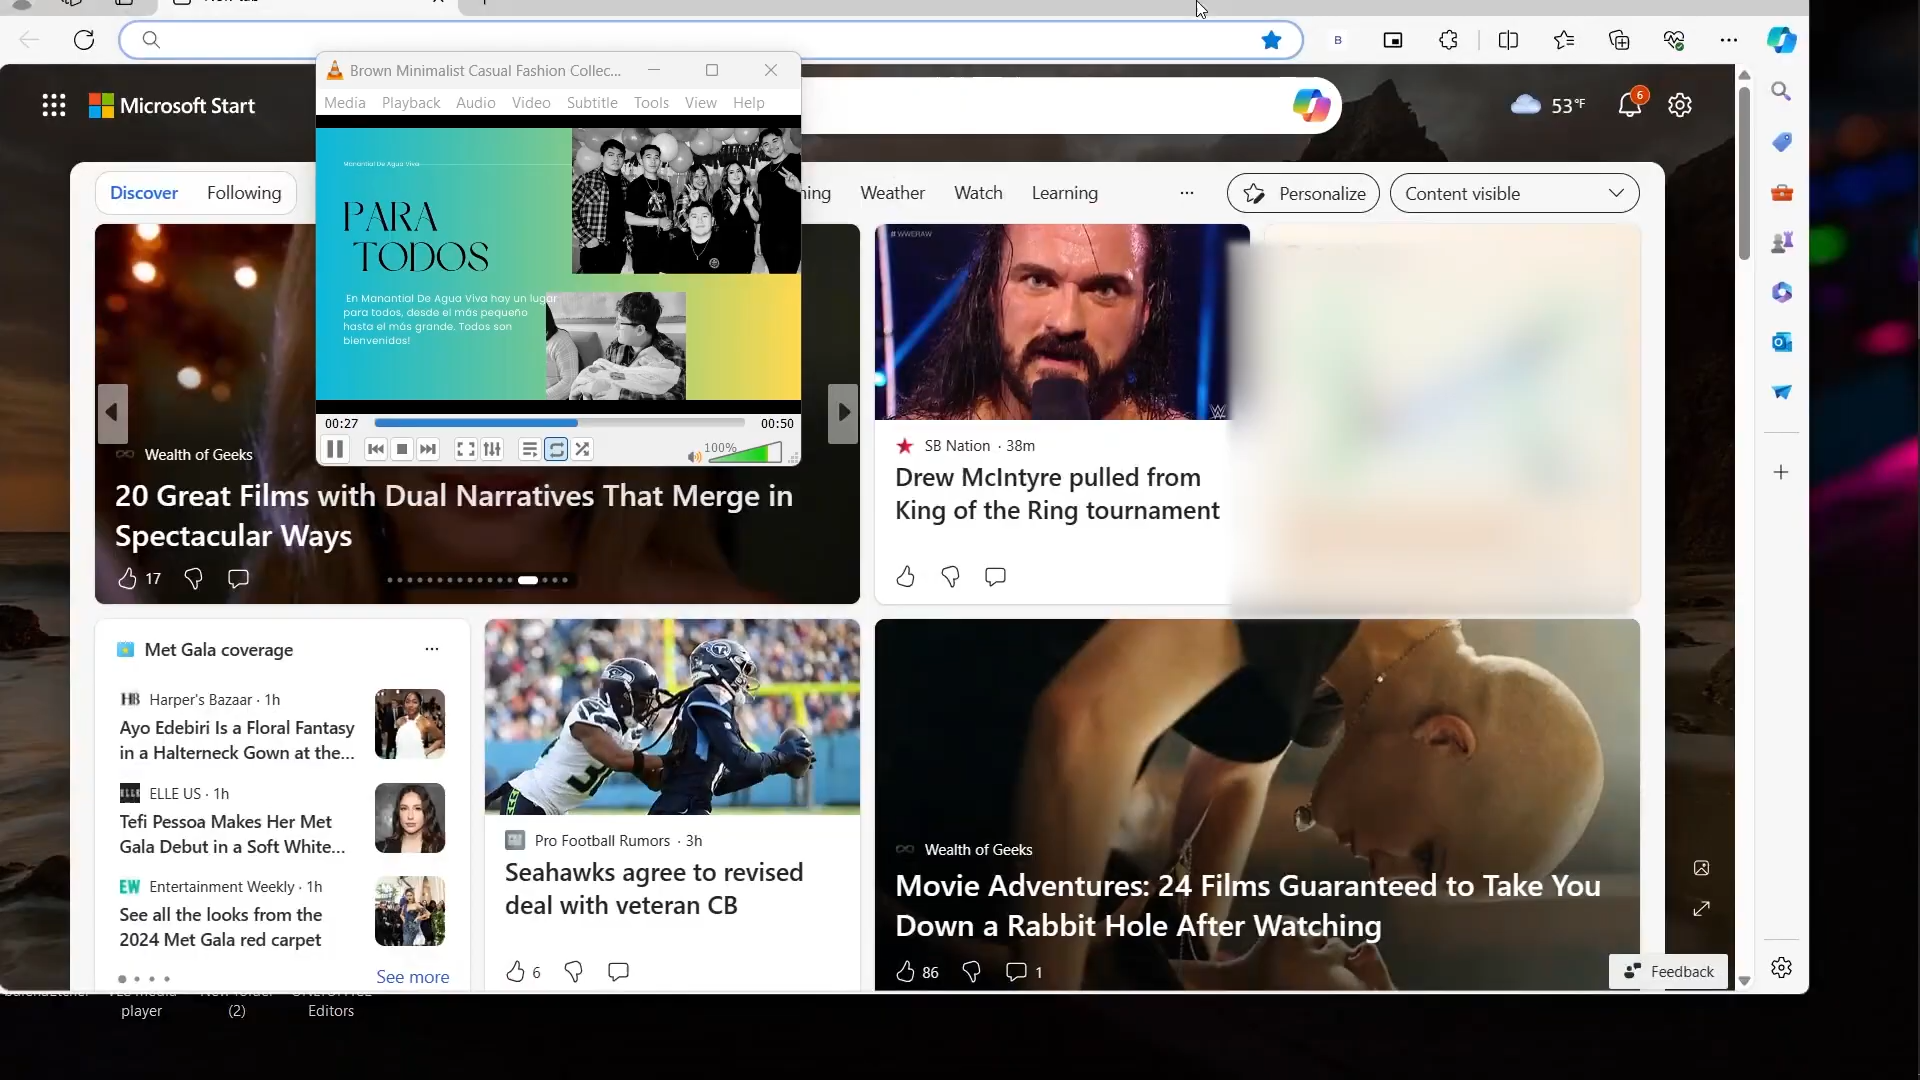 New tab
B
Brown Minimalist Casual Fashion Collec...
Media Playback Audio Video Subtitle Tools View Help
Manantial De Agua Viva
PARA
TODOS
En Manantial De Agua Viva hay un lugar
para todos, desde el más pequeño
hasta el más grande. Todos son
bienvenidos!
00:27
00:50
100%
Microsoft Start
53°F
6
Discover Following
Weather Watch Learning
Personalize
Content visible
Wealth of Geeks
20 Great Films with Dual Narratives That Merge in
Spectacular Ways
17
# WWERAW
SB Nation · 38m
Drew McIntyre pulled from
King of the Ring tournament
Met Gala coverage
Harper's Bazaar · 1h
Ayo Edebiri Is a Floral Fantasy
in a Halterneck Gown at the...
ELLE US · 1h
Tefi Pessoa Makes Her Met
Gala Debut in a Soft White...
EW Entertainment Weekly · 1h
See all the looks from the
2024 Met Gala red carpet
See more
Pro Football Rumors · 3h
Seahawks agree to revised
deal with veteran CB
6
Wealth of Geeks
Movie Adventures: 24 Films Guaranteed to Take You
Down a Rabbit Hole After Watching
86
1
Feedback
player
(2)
Editors